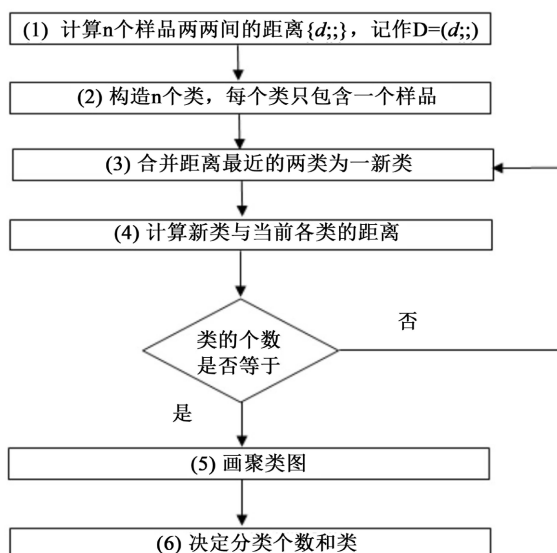 (1) 计算n个样品两两间的距离{d;;}，记作D=(d;;)
(2) 构造n个类，每个类只包含一个样品
(3) 合并距离最近的两类为一新类
(4) 计算新类与当前各类的距离
类的个数
是否等于
否
是
(5) 画聚类图
(6) 决定分类个数和类